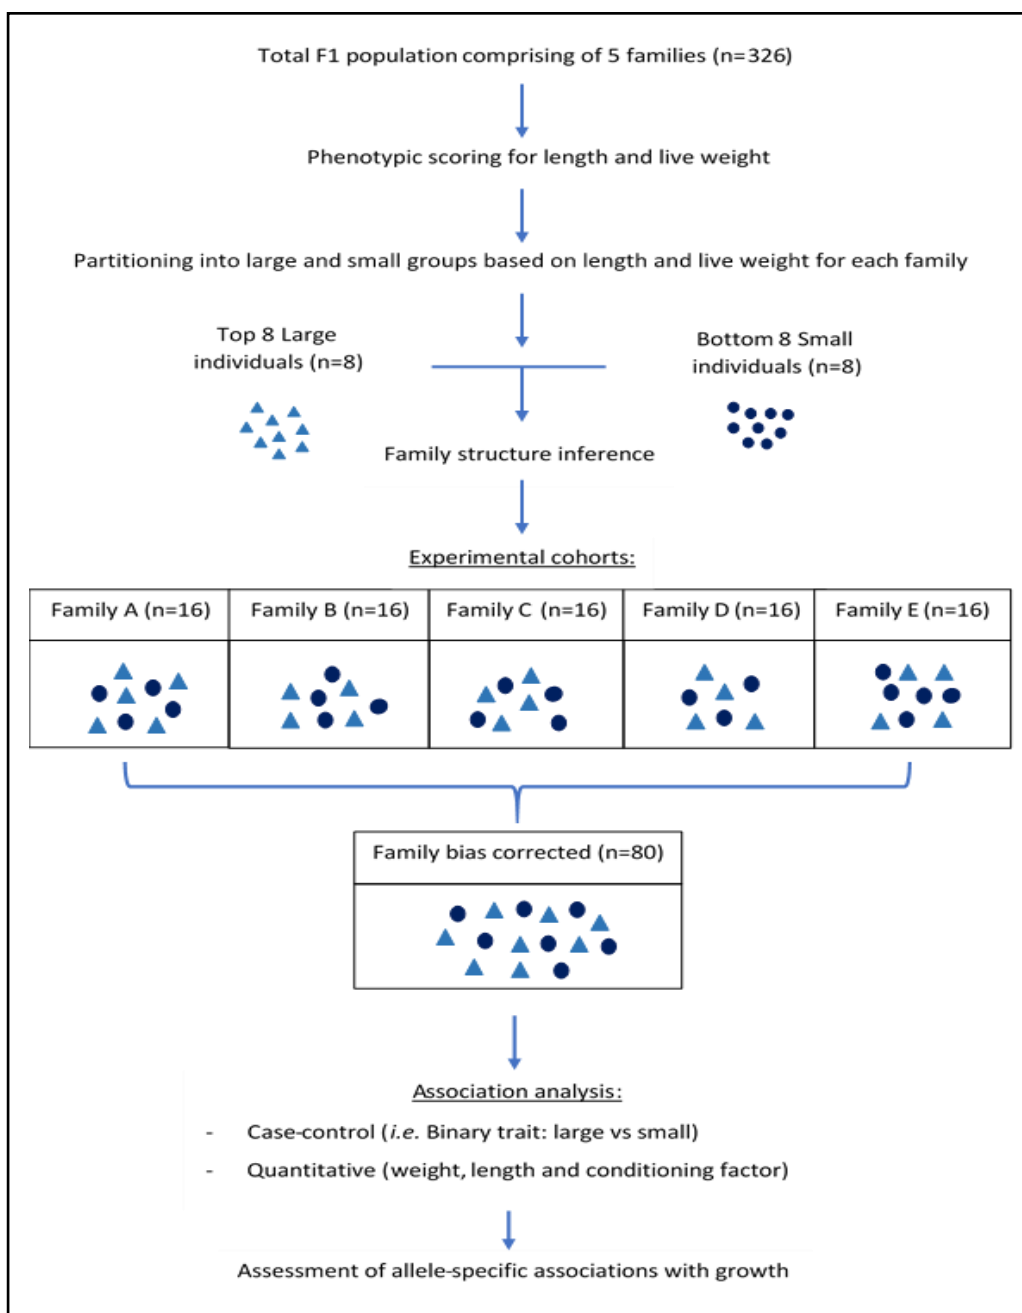 Total F1 population comprising of 5 families (n=326)
Phenotypic scoring for length and live weight
Partitioning into large and small groups based on length and live weight for each family
Top 8 Large
individuals (n=8)
Bottom 8 Small
individuals (n=8)
Family structure inference
Experimental cohorts:
Family A (n=16)
Family B (n=16)
Family C (n=16)
Family D (n=16)
Family E (n=16)
Family bias corrected (n=80)
Association analysis:
- Case-control (i.e. Binary trait: large vs small)
- Quantitative (weight, length and conditioning factor)
Assessment of allele-specific associations with growth